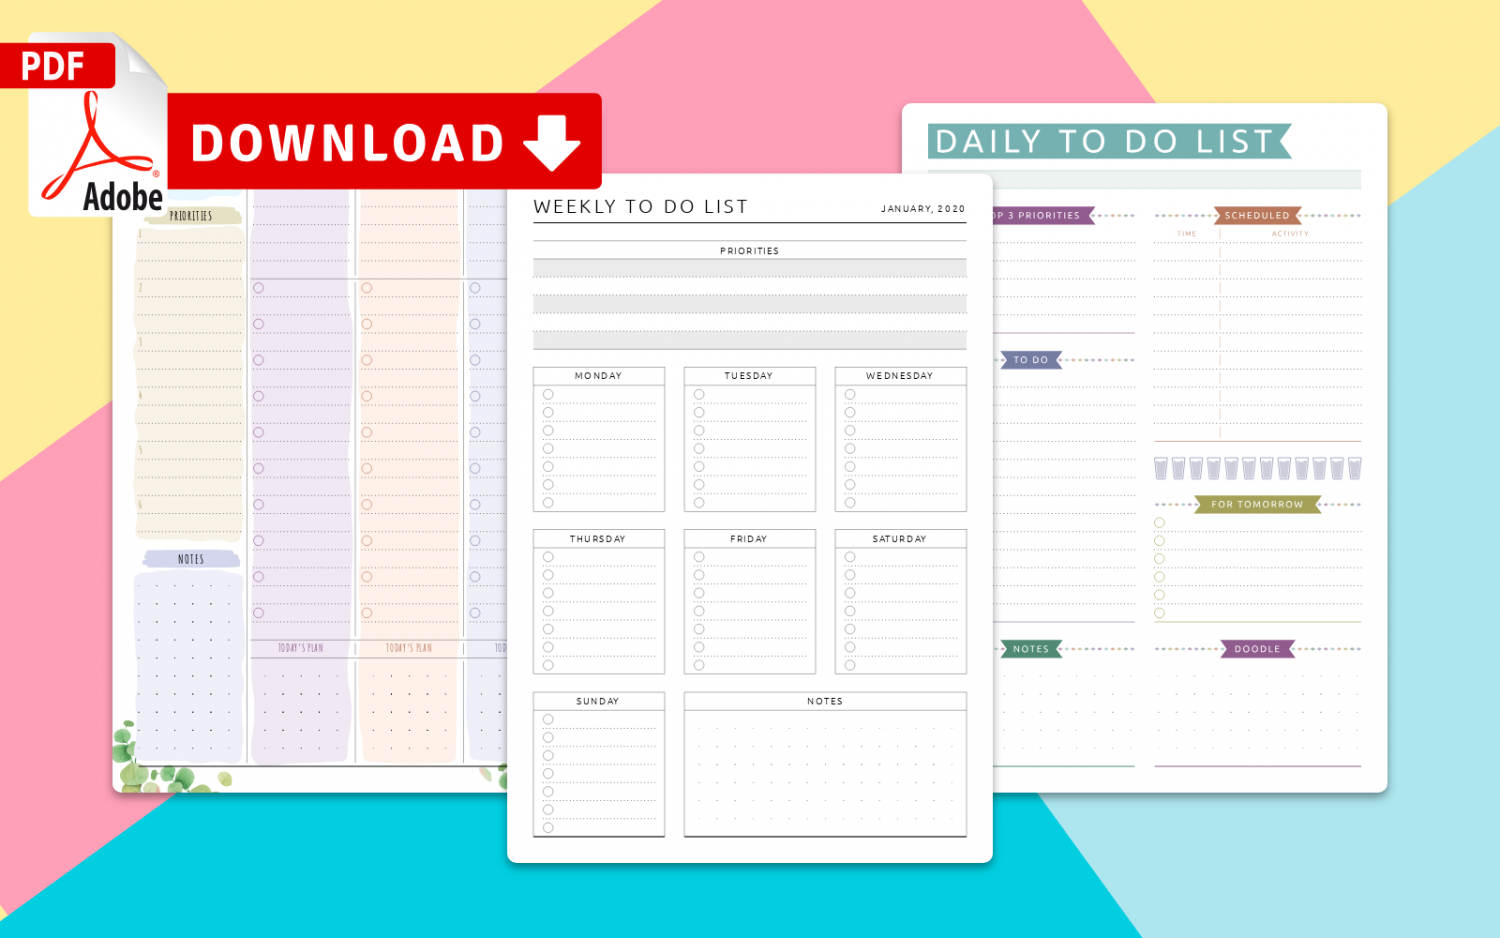 PDF
Adobe
DOWNLOAD
PRIORITIES
1
2
3
4
5
6
NOTES
TODAY'S PLAN
TODAY'S PLAN
WEEKLY TO DO LIST
JANUARY, 2020
PRIORITIES
MONDAY
TUESDAY
WEDNESDAY
THURSDAY
FRIDAY
SATURDAY
SUNDAY
NOTES
DAILY TO DO LIST
OP 3 PRIORITIES
SCHEDULED
TIME
ACTIVITY
TO DO
FOR TOMORROW
NOTES
DOODLE